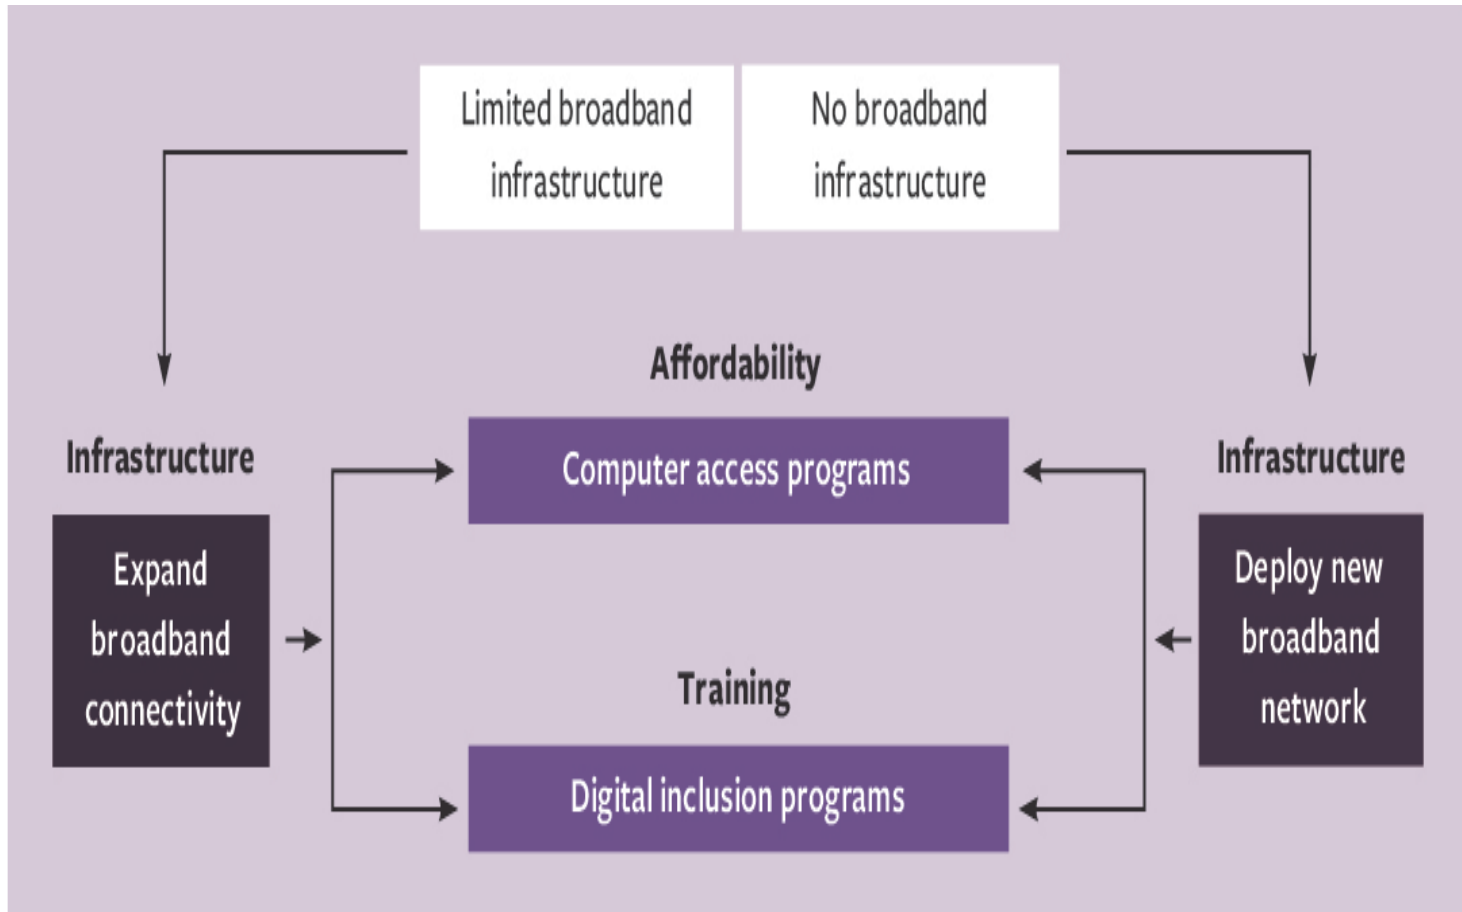 Limited broadband
infrastructure
No broadband
infrastructure
Affordability
Computer access programs
Infrastructure
Expand
broadband
connectivity
Training
Digital inclusion programs
Infrastructure
Deploy new
broadband
network